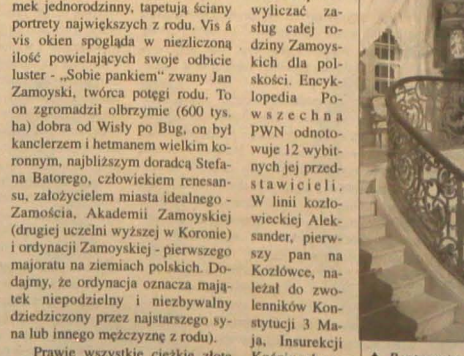 mek jednorodzinny, tapetują ściany
portrety największych z rodu. Vis á
vis okien spogląda w niezliczoną
ilość powielających swoje odbicie
luster - „Sobie pankiem” zwany Jan
Zamoyski, twórca potęgi rodu. To
on zgromadził olbrzymie (600 tys.
ha) dobra od Wisły po Bug, on był
kanclerzem i hetmanem wielkim ko-
ronnym, najbliższym doradcą Stefa-
na Batorego, człowiekiem renesan-
su, założycielem miasta idealnego -
Zamościa, Akademii Zamoyskiej
(drugiej uczelni wyższej w Koronie)
i ordynacji Zamoyskiej - pierwszego
majoratu na ziemiach polskich. Do-
dajmy, że ordynacja oznacza mają-
tek niepodzielny i niezbywalny
dziedziczony przez najstarszego sy-
na lub innego mężczyznę z rodu).
Prawie wszystkie ciężkie złote
wyliczać za-
sług całej ro-
dziny Zamoys-
kich dla pol-
skości. Encyk-
lopedia Po-
wszechna
PWN odnoto-
wuje 12 wybit-
nych jej przed-
stawicieli.
W linii kozło-
wieckiej Alek-
sander, pierw-
szy pan na
Kozłówce, na-
leżał do zwo-
lenników Kon-
stytucji 3 Ma-
ja, Insurekcji